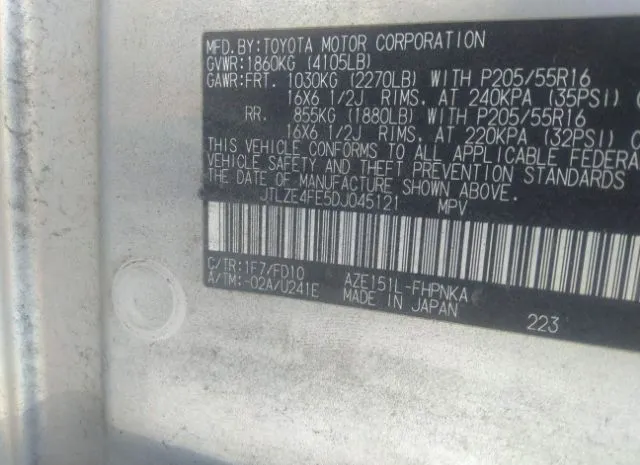 MFD.BY:TOYOTA MOTOR CORPORATION
GVWR:1860KG (4105LB)
GAWR:FRT. 1030KG (2270LB) WITH P205/55R16
16X6 1/2J RIMS. AT 240KPA (35PSI)
RR. 855KG (1880LB) WITH P205/55R16
16X6 1/2J RIMS. AT 220KPA (32PSI)
THIS VEHICLE CONFORMS TO ALL APPLICABLE FEDERA
VEHICLE SAFETY AND THEFT PREVENTION STANDARDS
THE DATE OF MANUFACTURE SHOWN ABOVE.
JTLZE4FE5DJ045121 MPV
C/TR:1F7/FD10 AZE151L-FHPNKA
A/TM:-02A/U241E MADE IN JAPAN
223